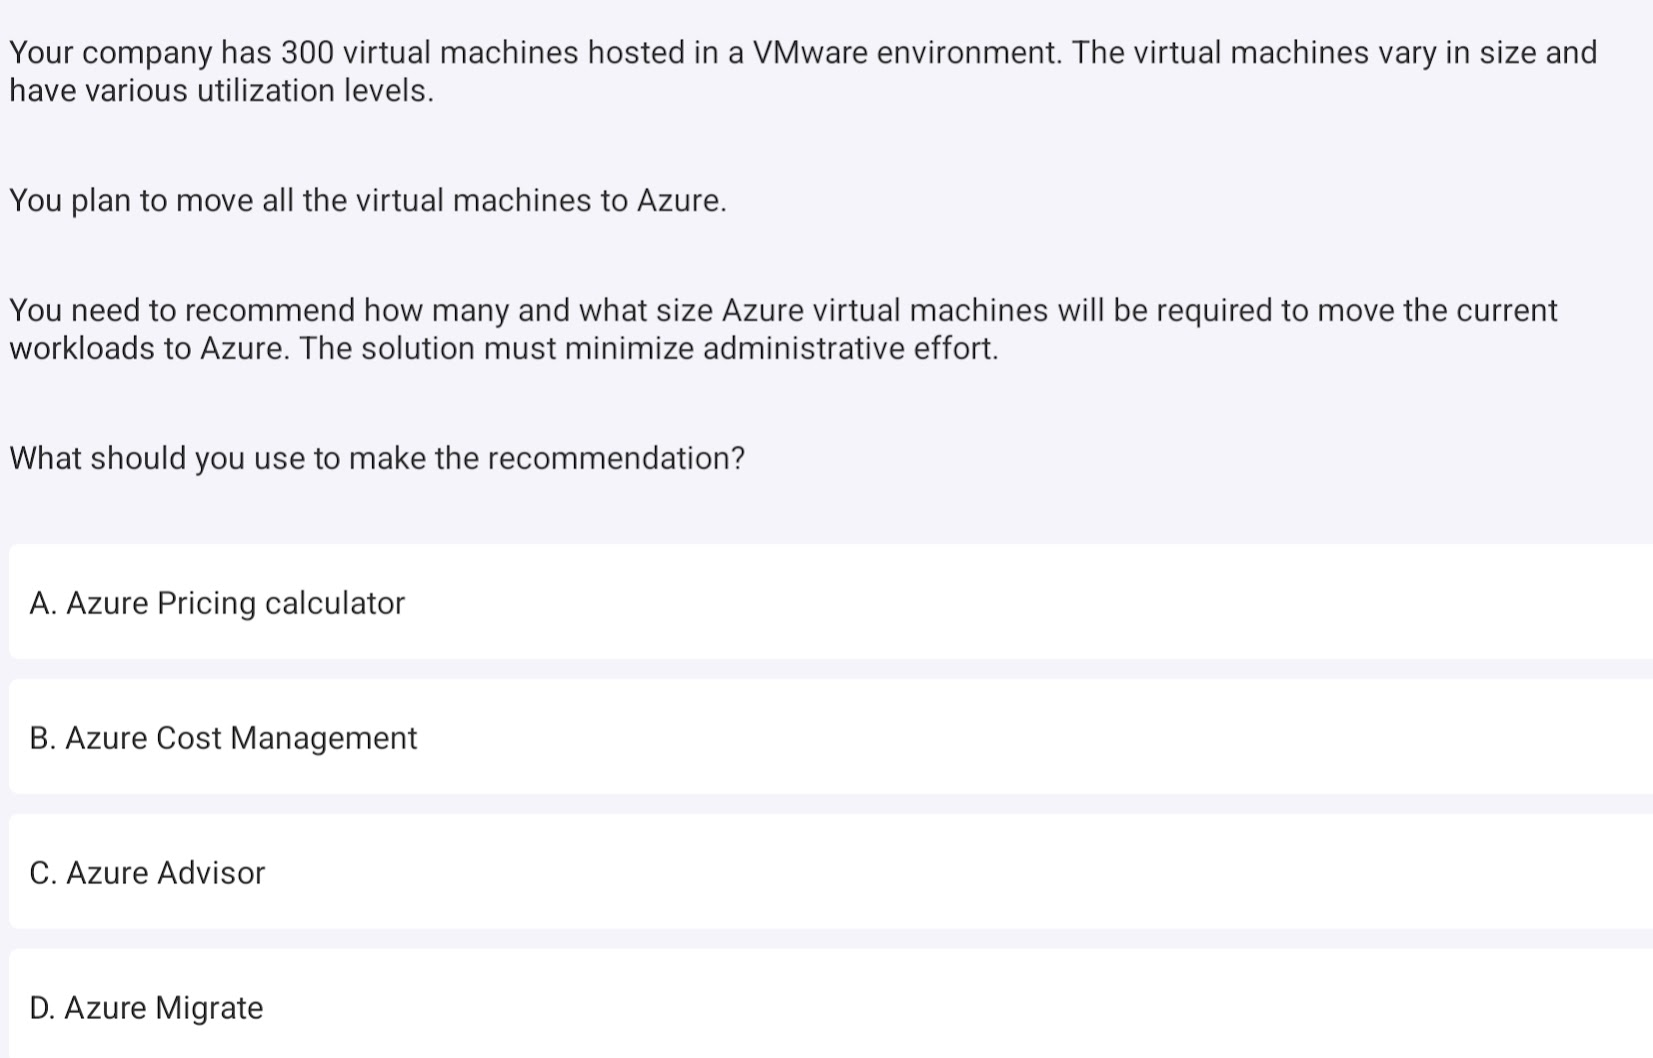 Your company has 300 virtual machines hosted in a VMware environment. The virtual machines vary in size and
have various utilization levels.
You plan to move all the virtual machines to Azure.
You need to recommend how many and what size Azure virtual machines will be required to move the current
workloads to Azure. The solution must minimize administrative effort.
What should you use to make the recommendation?
A. Azure Pricing calculator
B. Azure Cost Management
C. Azure Advisor
D. Azure Migrate